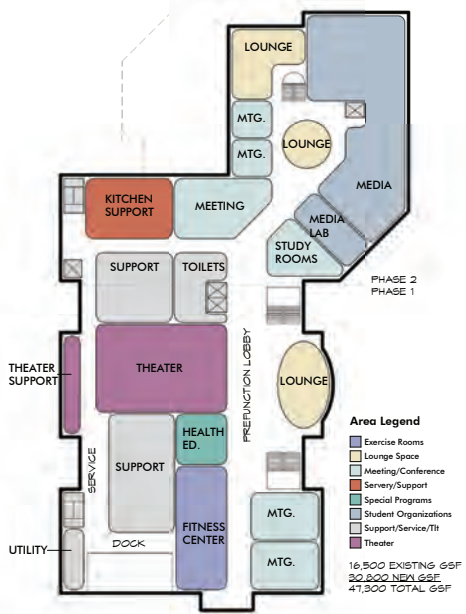 LOUNGE
MTG.
LOUNGE
MTG.
MEDIA
KITCHEN
SUPPORT
MEETING
MEDIA
LAB
STUDY
ROOMS
SUPPORT
TOILETS
PHASE 2
PHASE 1
THEATER
SUPPORT
THEATER
PREFUNCTION LOBBY
LOUNGE
HEALTH
ED.
SERVICE
SUPPORT
FITNESS
CENTER
MTG.
UTILITY
DOCK
MTG.
Area Legend
Exercise Rooms
Lounge Space
Meeting/Conference
Servery/Support
Special Programs
Student Organizations
Support/Service/Tlt
Theater
16,500 EXISTING GSF
30,800 NEW GSF
47,300 TOTAL GSF